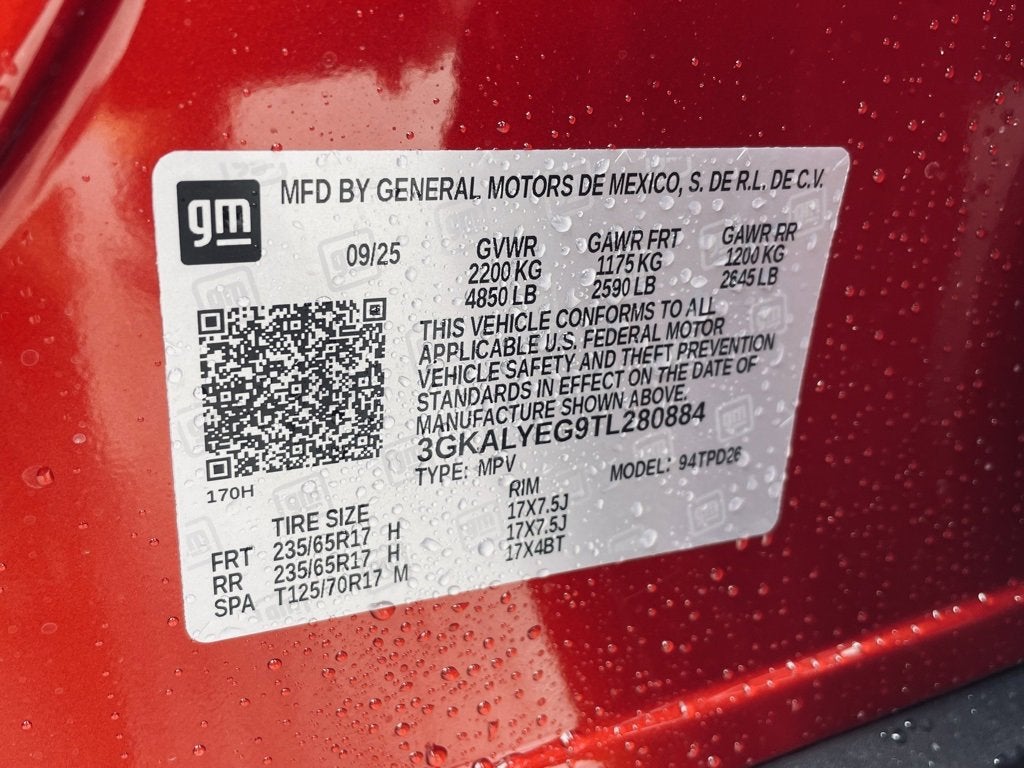 gm
MFD BY GENERAL MOTORS DE MEXICO, S. DE R.L. DE C.V.
09/25 GVWR GAWR FRT GAWR RR
2200 KG 1175 KG 1200 KG
4850 LB 2590 LB 2645 LB
THIS VEHICLE CONFORMS TO ALL
APPLICABLE U.S. FEDERAL MOTOR
VEHICLE SAFETY AND THEFT PREVENTION
STANDARDS IN EFFECT ON THE DATE OF
MANUFACTURE SHOWN ABOVE.
3GKALYEG9TL280884
TYPE: MPV MODEL: 94TPD26
170H
TIRE SIZE RIM
FRT 235/65R17 H 17X7.5J
RR 235/65R17 H 17X7.5J
SPA T125/70R17 M 17X4BT